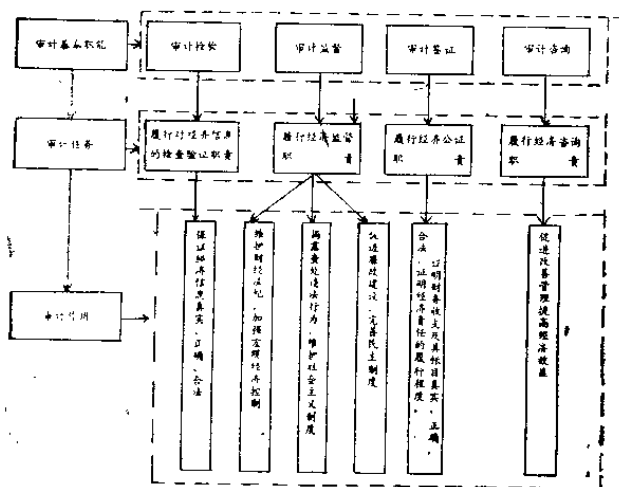 审计基本职能
审计检验
审计监督
审计鉴证
审计咨询
审计任务
履行对经济信息
的检查验证职责
履行经济监督
职责
履行经济公证
职责
履行经济咨询
职责
审计作用
保证经济信息真实、正确、合法
维护财经法纪，加强宏观经济控制
揭露查处违法行为，维护社会主义制度
促进廉政建设、完善民主制度
证明财务收支及其帐目真实、正确、
合法，证明经济责任的履行程度。
促进改善管理提高经济效益